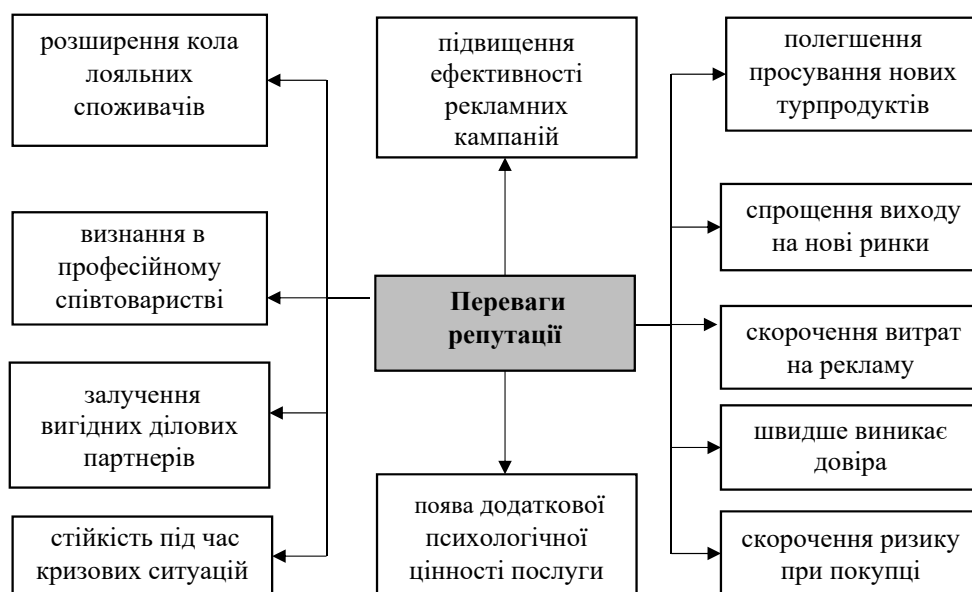 розширення кола
лояльних
споживачів
визнання в
професійному
співтоваристві
залучення
вигідних ділових
партнерів
стійкість під час
кризових ситуацій
підвищення
ефективності
рекламних
кампаній
Переваги
репутації
поява додаткової
психологічної
цінності послуги
полегшення
просування нових
турпродуктів
спрощення виходу
на нові ринки
скорочення витрат
на рекламу
швидше виникає
довіра
скорочення ризику
при покупці